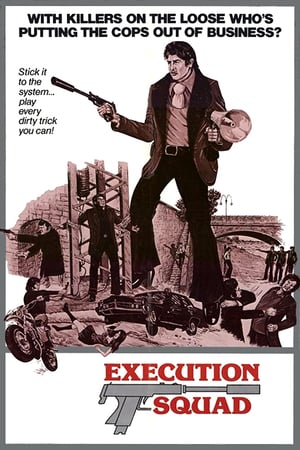 WITH KILLERS ON THE LOOSE WHO'S
PUTTING THE COPS OUT OF BUSINESS?
Stick it
to the
system...
play
every
dirty trick
you can!
EXECUTION
SQUAD